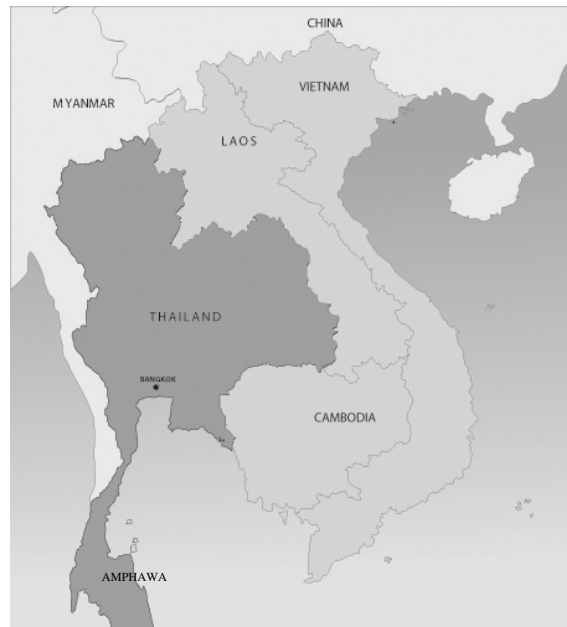 CHINA
VIETNAM
MYANMAR
LAOS
THAILAND
BANGKOK
CAMBODIA
AMPHAWA